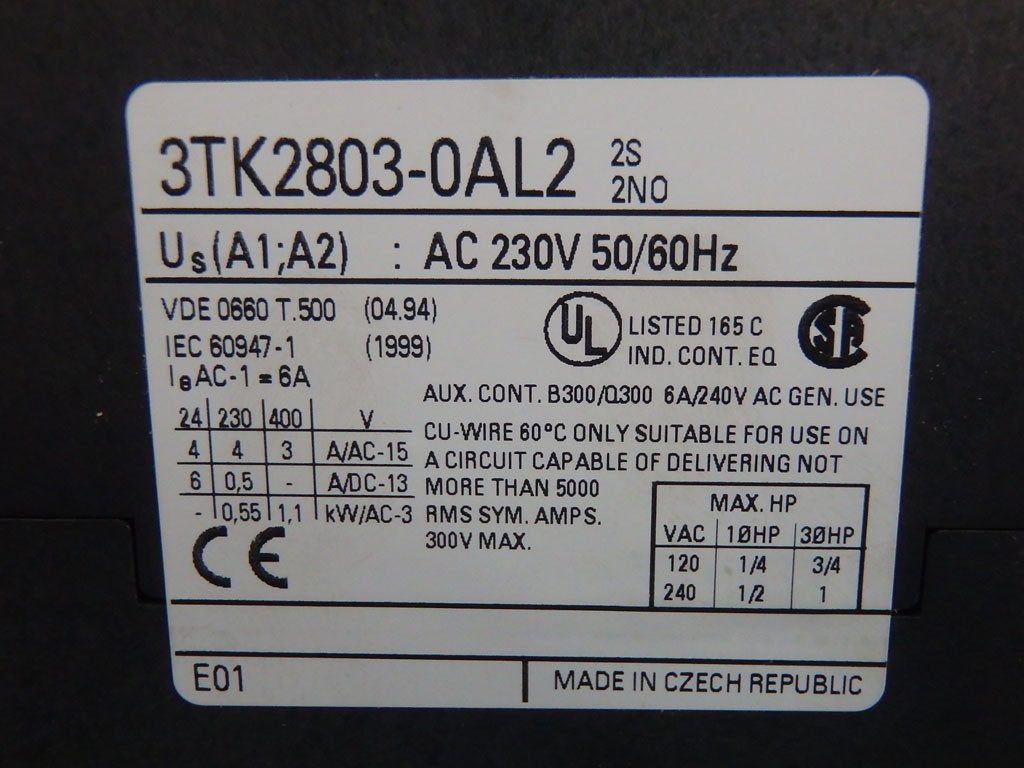 3TK2803-0AL2 2S
2NO
Us(A1;A2) : AC 230V 50/60Hz
VDE 0660 T.500 (04.94)
IEC 60947-1 (1999)
IeAC-1 = 6A
UL LISTED 165 C
IND. CONT. EQ
SA
AUX. CONT. B300/Q300 6A/240V AC GEN. USE
CU-WIRE 60°C ONLY SUITABLE FOR USE ON
A CIRCUIT CAPABLE OF DELIVERING NOT
MORE THAN 5000
RMS SYM. AMPS.
300V MAX.
24 230 400 V
4 4 3 A/AC-15
6 0,5 - A/DC-13
- 0,55 1,1 kW/AC-3
CE
MAX. HP
VAC 1ØHP 3ØHP
120 1/4 3/4
240 1/2 1
E01
MADE IN CZECH REPUBLIC